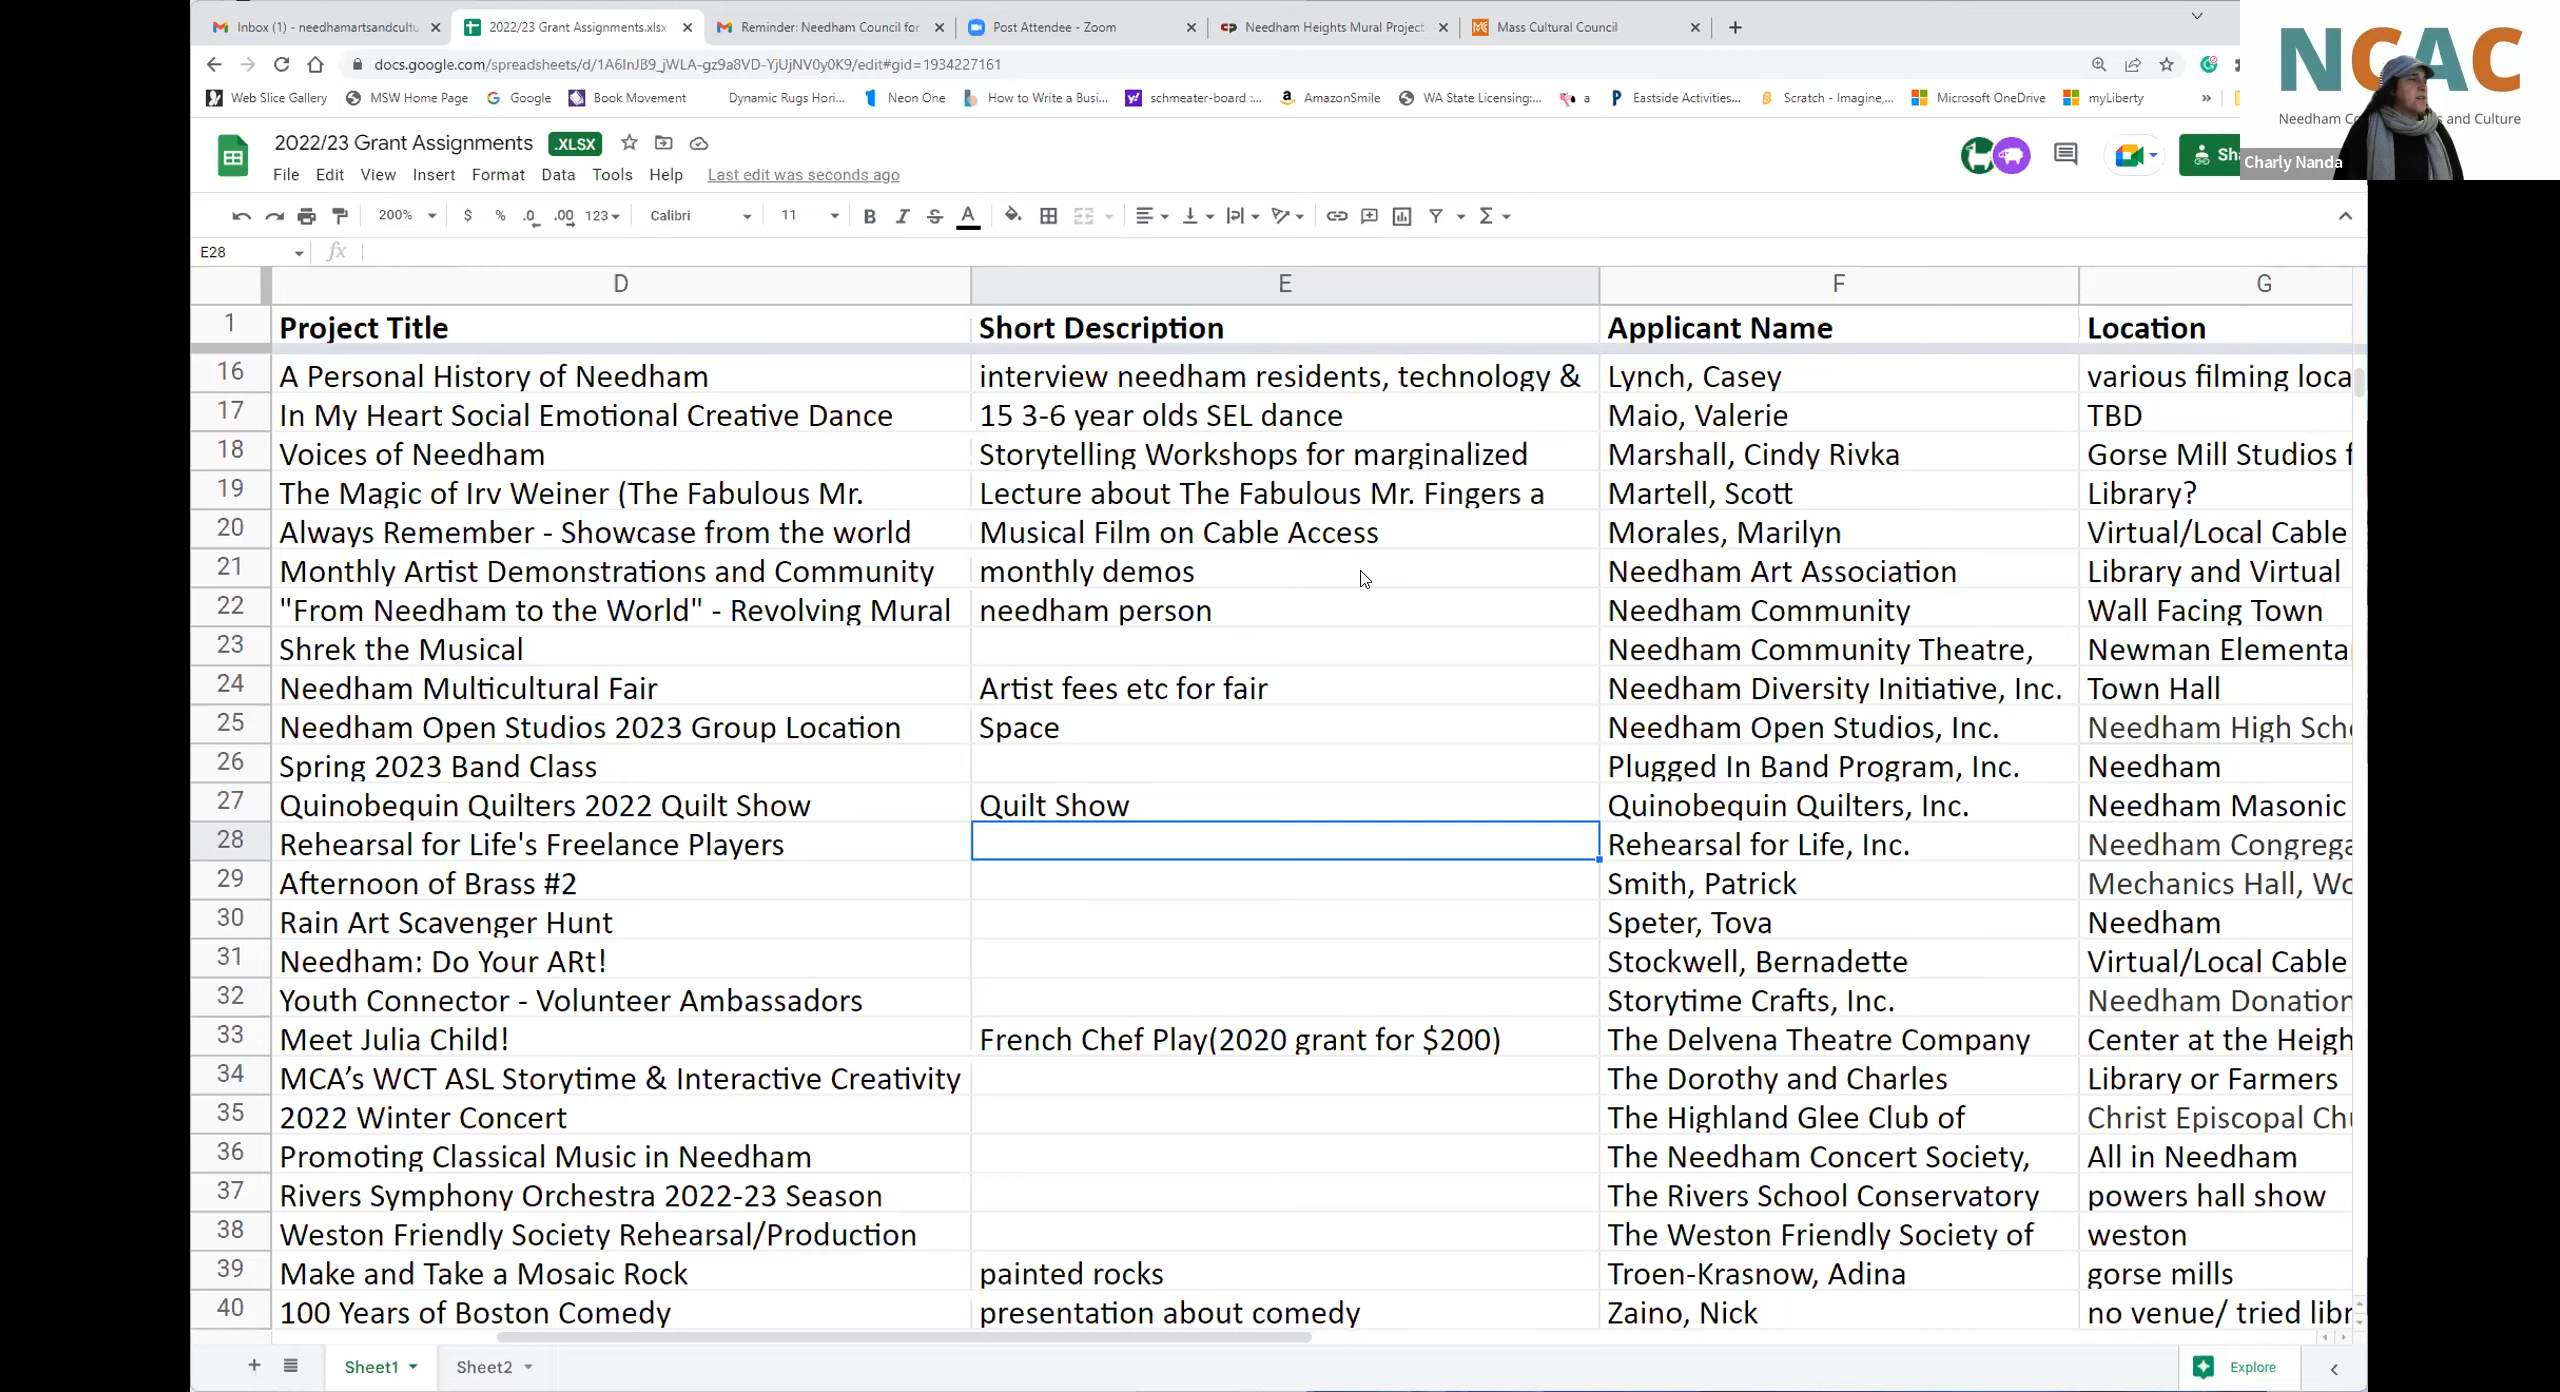 Inbox (1) - needhamartsandcultu
2022/23 Grant Assignments.xlsx
Reminder: Needham Council for
Post Attendee - Zoom
Needham Heights Mural Project
Mass Cultural Council
docs.google.com/spreadsheets/d/1A6InJB9_jWLA-gz9a8VD-YjUjNV0y0K9/edit#gid=1934227161
Web Slice Gallery MSW Home Page Google Book Movement Dynamic Rugs Hori... Neon One How to Write a Busi... schmeater-board :... AmazonSmile WA State Licensing:... a Eastside Activities... Scratch - Imagine,... Microsoft OneDrive myLiberty »
NCAC
Needham Co s and Culture
Charly Nanda
2022/23 Grant Assignments .XLSX
Sh
File Edit View Insert Format Data Tools Help Last edit was seconds ago
200% $ % .0 .00 123 Calibri 11 B I S A
E28 fx
D E F G
1 Project Title Short Description Applicant Name Location
16 A Personal History of Needham interview needham residents, technology & Lynch, Casey various filming loca
17 In My Heart Social Emotional Creative Dance 15 3-6 year olds SEL dance Maio, Valerie TBD
18 Voices of Needham Storytelling Workshops for marginalized Marshall, Cindy Rivka Gorse Mill Studios f
19 The Magic of Irv Weiner (The Fabulous Mr. Lecture about The Fabulous Mr. Fingers a Martell, Scott Library?
20 Always Remember - Showcase from the world Musical Film on Cable Access Morales, Marilyn Virtual/Local Cable
21 Monthly Artist Demonstrations and Community monthly demos Needham Art Association Library and Virtual
22 "From Needham to the World" - Revolving Mural needham person Needham Community Wall Facing Town
23 Shrek the Musical Needham Community Theatre, Newman Elementa
24 Needham Multicultural Fair Artist fees etc for fair Needham Diversity Initiative, Inc. Town Hall
25 Needham Open Studios 2023 Group Location Space Needham Open Studios, Inc. Needham High Sch
26 Spring 2023 Band Class Plugged In Band Program, Inc. Needham
27 Quinobequin Quilters 2022 Quilt Show Quilt Show Quinobequin Quilters, Inc. Needham Masonic
28 Rehearsal for Life's Freelance Players Rehearsal for Life, Inc. Needham Congrega
29 Afternoon of Brass #2 Smith, Patrick Mechanics Hall, Wo
30 Rain Art Scavenger Hunt Speter, Tova Needham
31 Needham: Do Your ARt! Stockwell, Bernadette Virtual/Local Cable
32 Youth Connector - Volunteer Ambassadors Storytime Crafts, Inc. Needham Donation
33 Meet Julia Child! French Chef Play(2020 grant for $200) The Delvena Theatre Company Center at the Heigh
34 MCA’s WCT ASL Storytime & Interactive Creativity The Dorothy and Charles Library or Farmers
35 2022 Winter Concert The Highland Glee Club of Christ Episcopal Chu
36 Promoting Classical Music in Needham The Needham Concert Society, All in Needham
37 Rivers Symphony Orchestra 2022-23 Season The Rivers School Conservatory powers hall show
38 Weston Friendly Society Rehearsal/Production The Weston Friendly Society of weston
39 Make and Take a Mosaic Rock painted rocks Troen-Krasnow, Adina gorse mills
40 100 Years of Boston Comedy presentation about comedy Zaino, Nick no venue/ tried libr
Sheet1 Sheet2 Explore